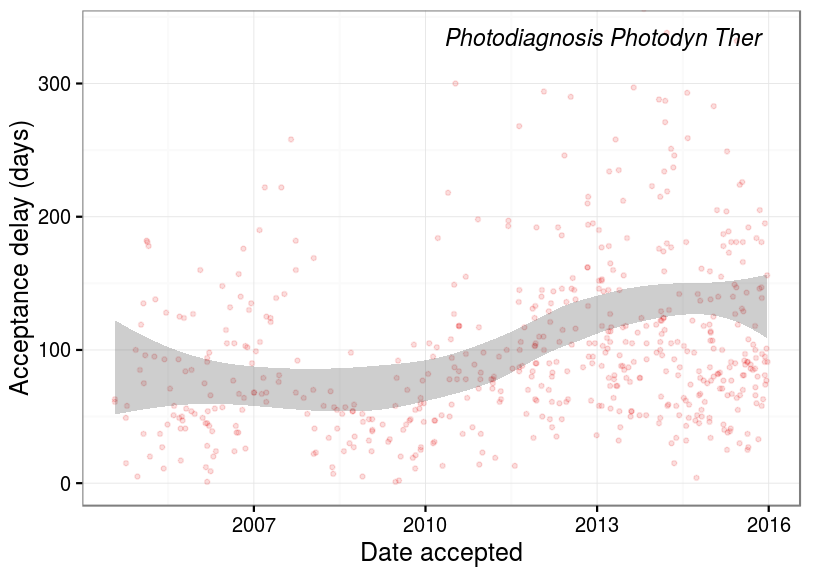 Photodiagnosis Photodyn Ther
Acceptance delay (days)
300
200
100
0
2007 2010 2013 2016
Date accepted